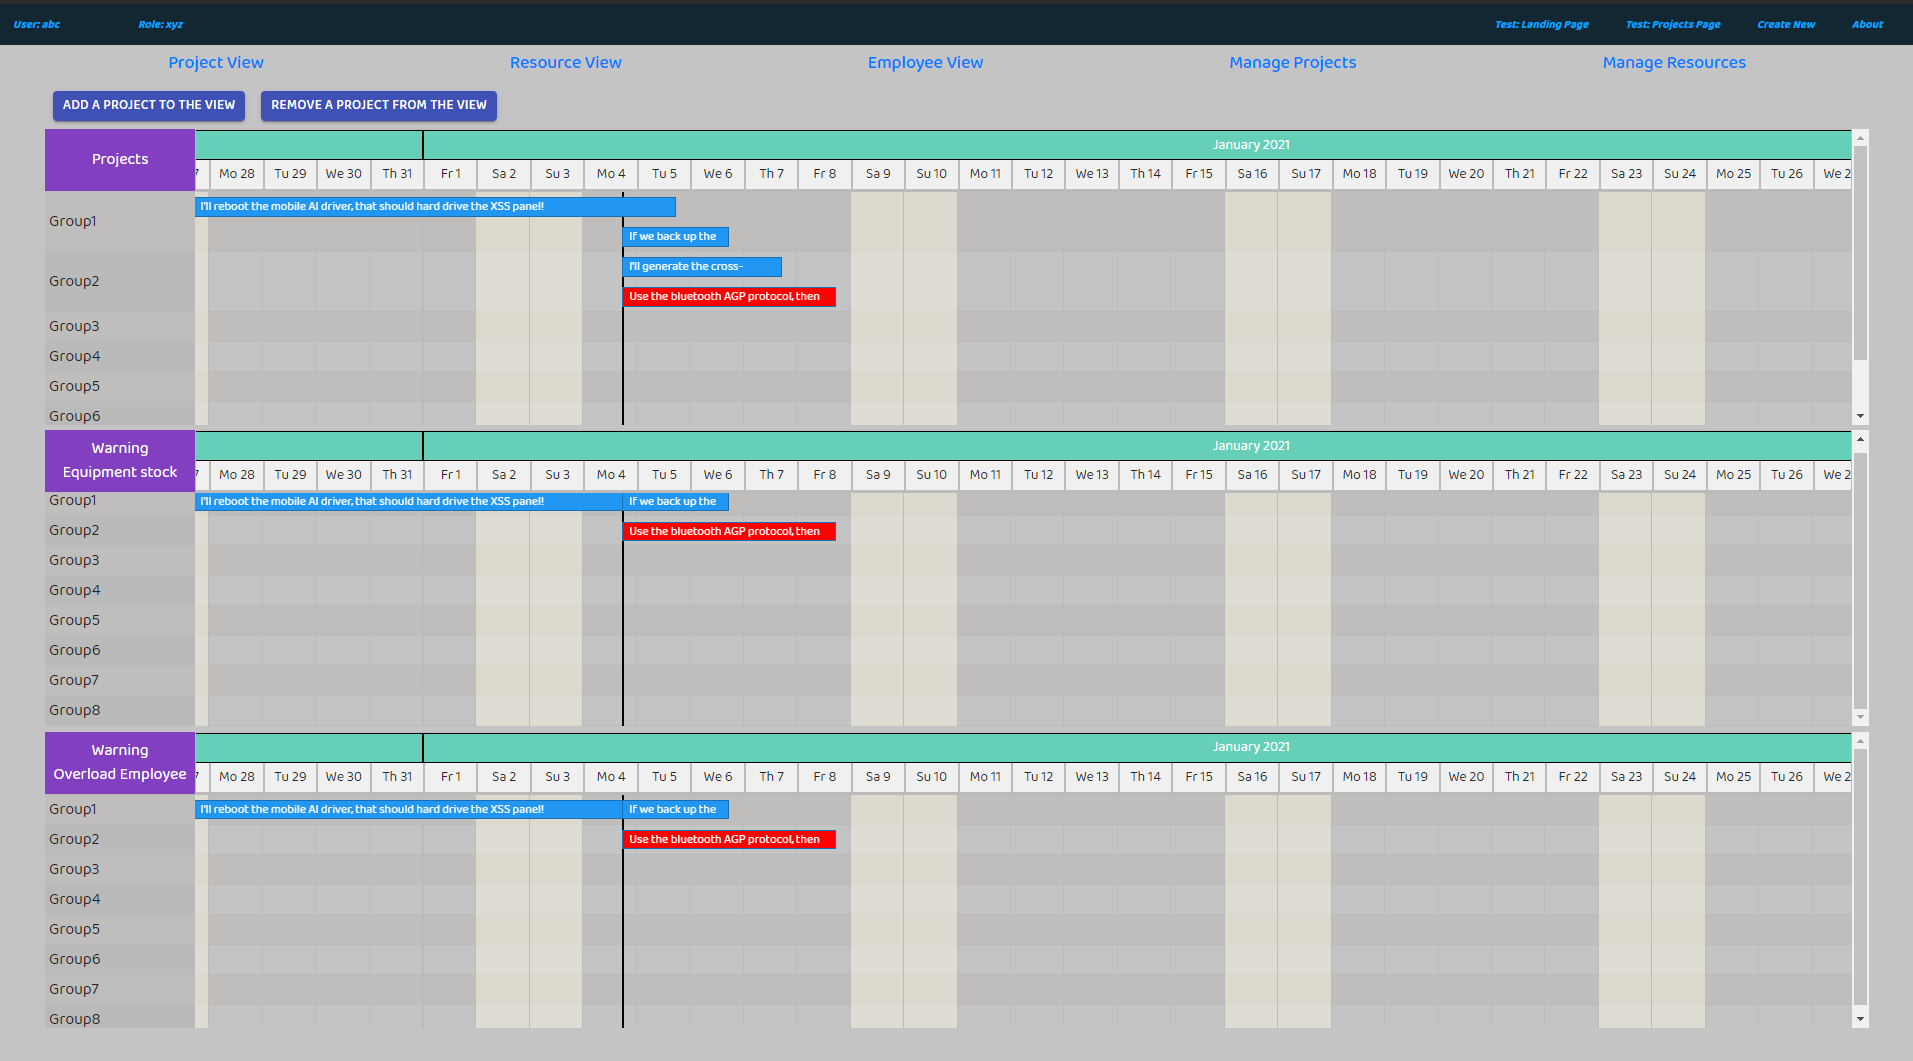 User: abc Role: xyz Test: Landing Page Test: Projects Page Create New About
Project View Resource View Employee View Manage Projects Manage Resources
ADD A PROJECT TO THE VIEW REMOVE A PROJECT FROM THE VIEW
Projects
January 2021
Mo 28 Tu 29 We 30 Th 31 Fr 1 Sa 2 Su 3 Mo 4 Tu 5 We 6 Th 7 Fr 8 Sa 9 Su 10 Mo 11 Tu 12 We 13 Th 14 Fr 15 Sa 16 Su 17 Mo 18 Tu 19 We 20 Th 21 Fr 22 Sa 23 Su 24 Mo 25 Tu 26 We 2
I'll reboot the mobile AI driver, that should hard drive the XSS panel!
Group1
If we back up the
I'll generate the cross-
Group2
Use the bluetooth AGP protocol, then
Group3
Group4
Group5
Group6
Warning
Equipment stock
January 2021
Mo 28 Tu 29 We 30 Th 31 Fr 1 Sa 2 Su 3 Mo 4 Tu 5 We 6 Th 7 Fr 8 Sa 9 Su 10 Mo 11 Tu 12 We 13 Th 14 Fr 15 Sa 16 Su 17 Mo 18 Tu 19 We 20 Th 21 Fr 22 Sa 23 Su 24 Mo 25 Tu 26 We 2
Group1 I'll reboot the mobile AI driver, that should hard drive the XSS panel! If we back up the
Group2 Use the bluetooth AGP protocol, then
Group3
Group4
Group5
Group6
Group7
Group8
Warning
Overload Employee
January 2021
Mo 28 Tu 29 We 30 Th 31 Fr 1 Sa 2 Su 3 Mo 4 Tu 5 We 6 Th 7 Fr 8 Sa 9 Su 10 Mo 11 Tu 12 We 13 Th 14 Fr 15 Sa 16 Su 17 Mo 18 Tu 19 We 20 Th 21 Fr 22 Sa 23 Su 24 Mo 25 Tu 26 We 2
Group1 I'll reboot the mobile AI driver, that should hard drive the XSS panel! If we back up the
Group2 Use the bluetooth AGP protocol, then
Group3
Group4
Group5
Group6
Group7
Group8